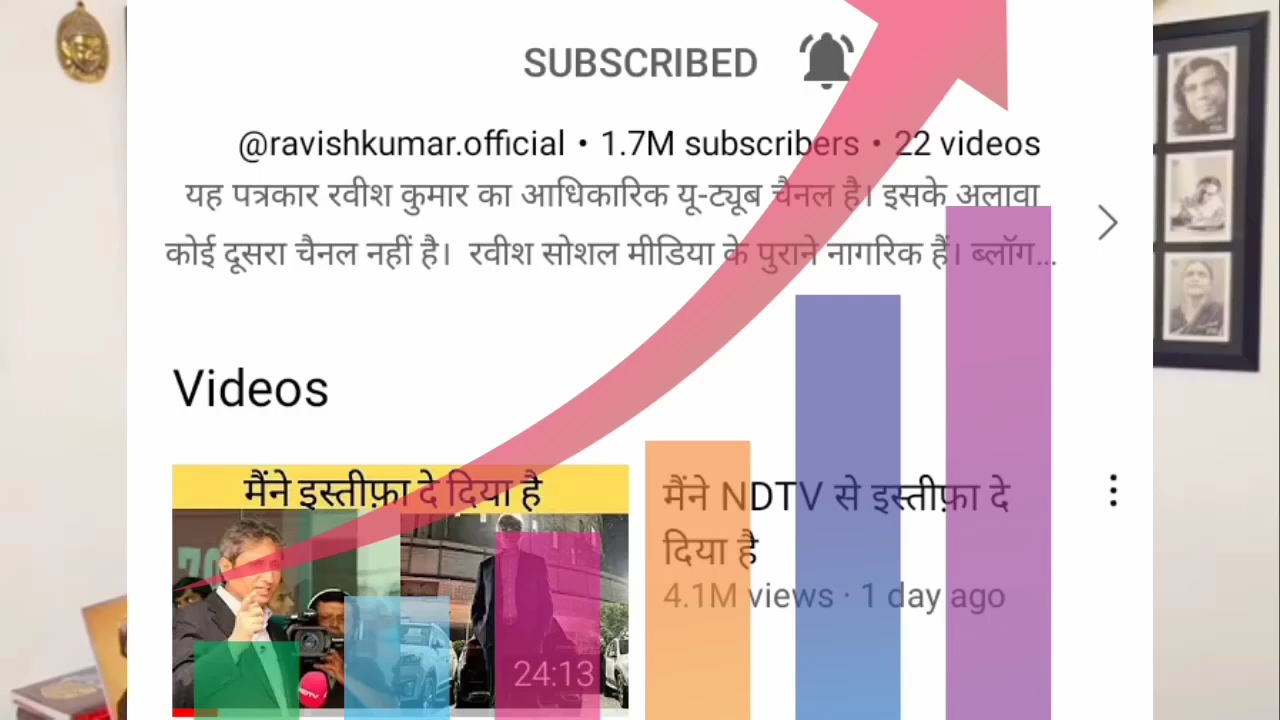 SUBSCRIBED
@ravishkumar.official • 1.7M subscribers • 22 videos
यह पत्रकार रवीश कुमार का आधिकारिक यू-ट्यूब चैनल है। इसके अलावा
कोई दूसरा चैनल नहीं है। रवीश सोशल मीडिया के पुराने नागरिक हैं। ब्लॉग...
Videos
मैंने इस्तीफ़ा दे दिया है
24:13
NDTV
मैंने NDTV से इस्तीफ़ा दे
दिया है
4.1M views · 1 day ago